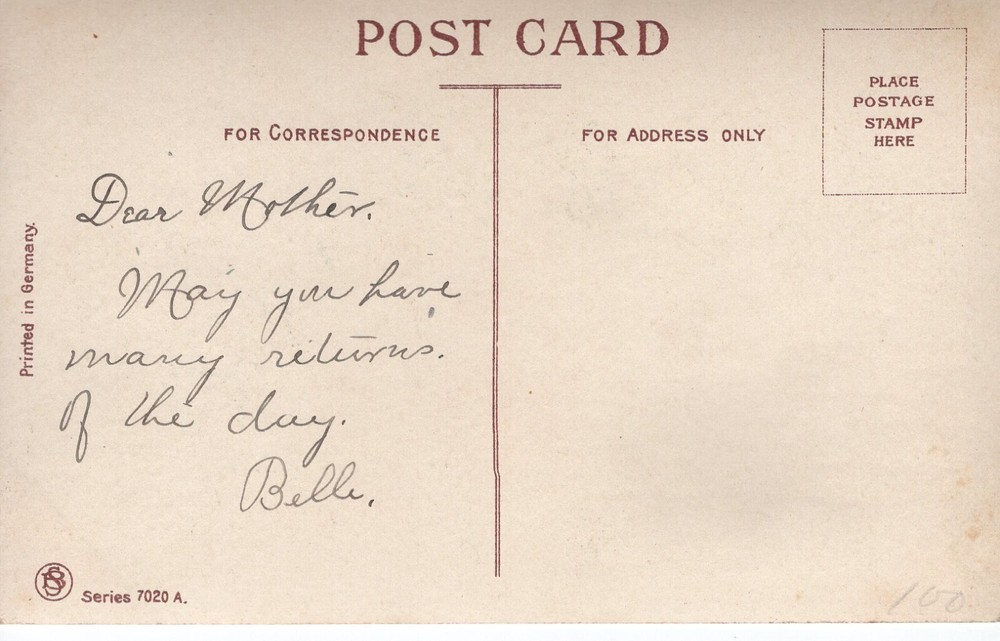 POST CARD
PLACE
POSTAGE
STAMP
HERE
FOR CORRESPONDENCE
FOR ADDRESS ONLY
Dear Mother.
May you have
many returns.
Of the day.
Belle.
Printed in Germany.
Series 7020 A.
100